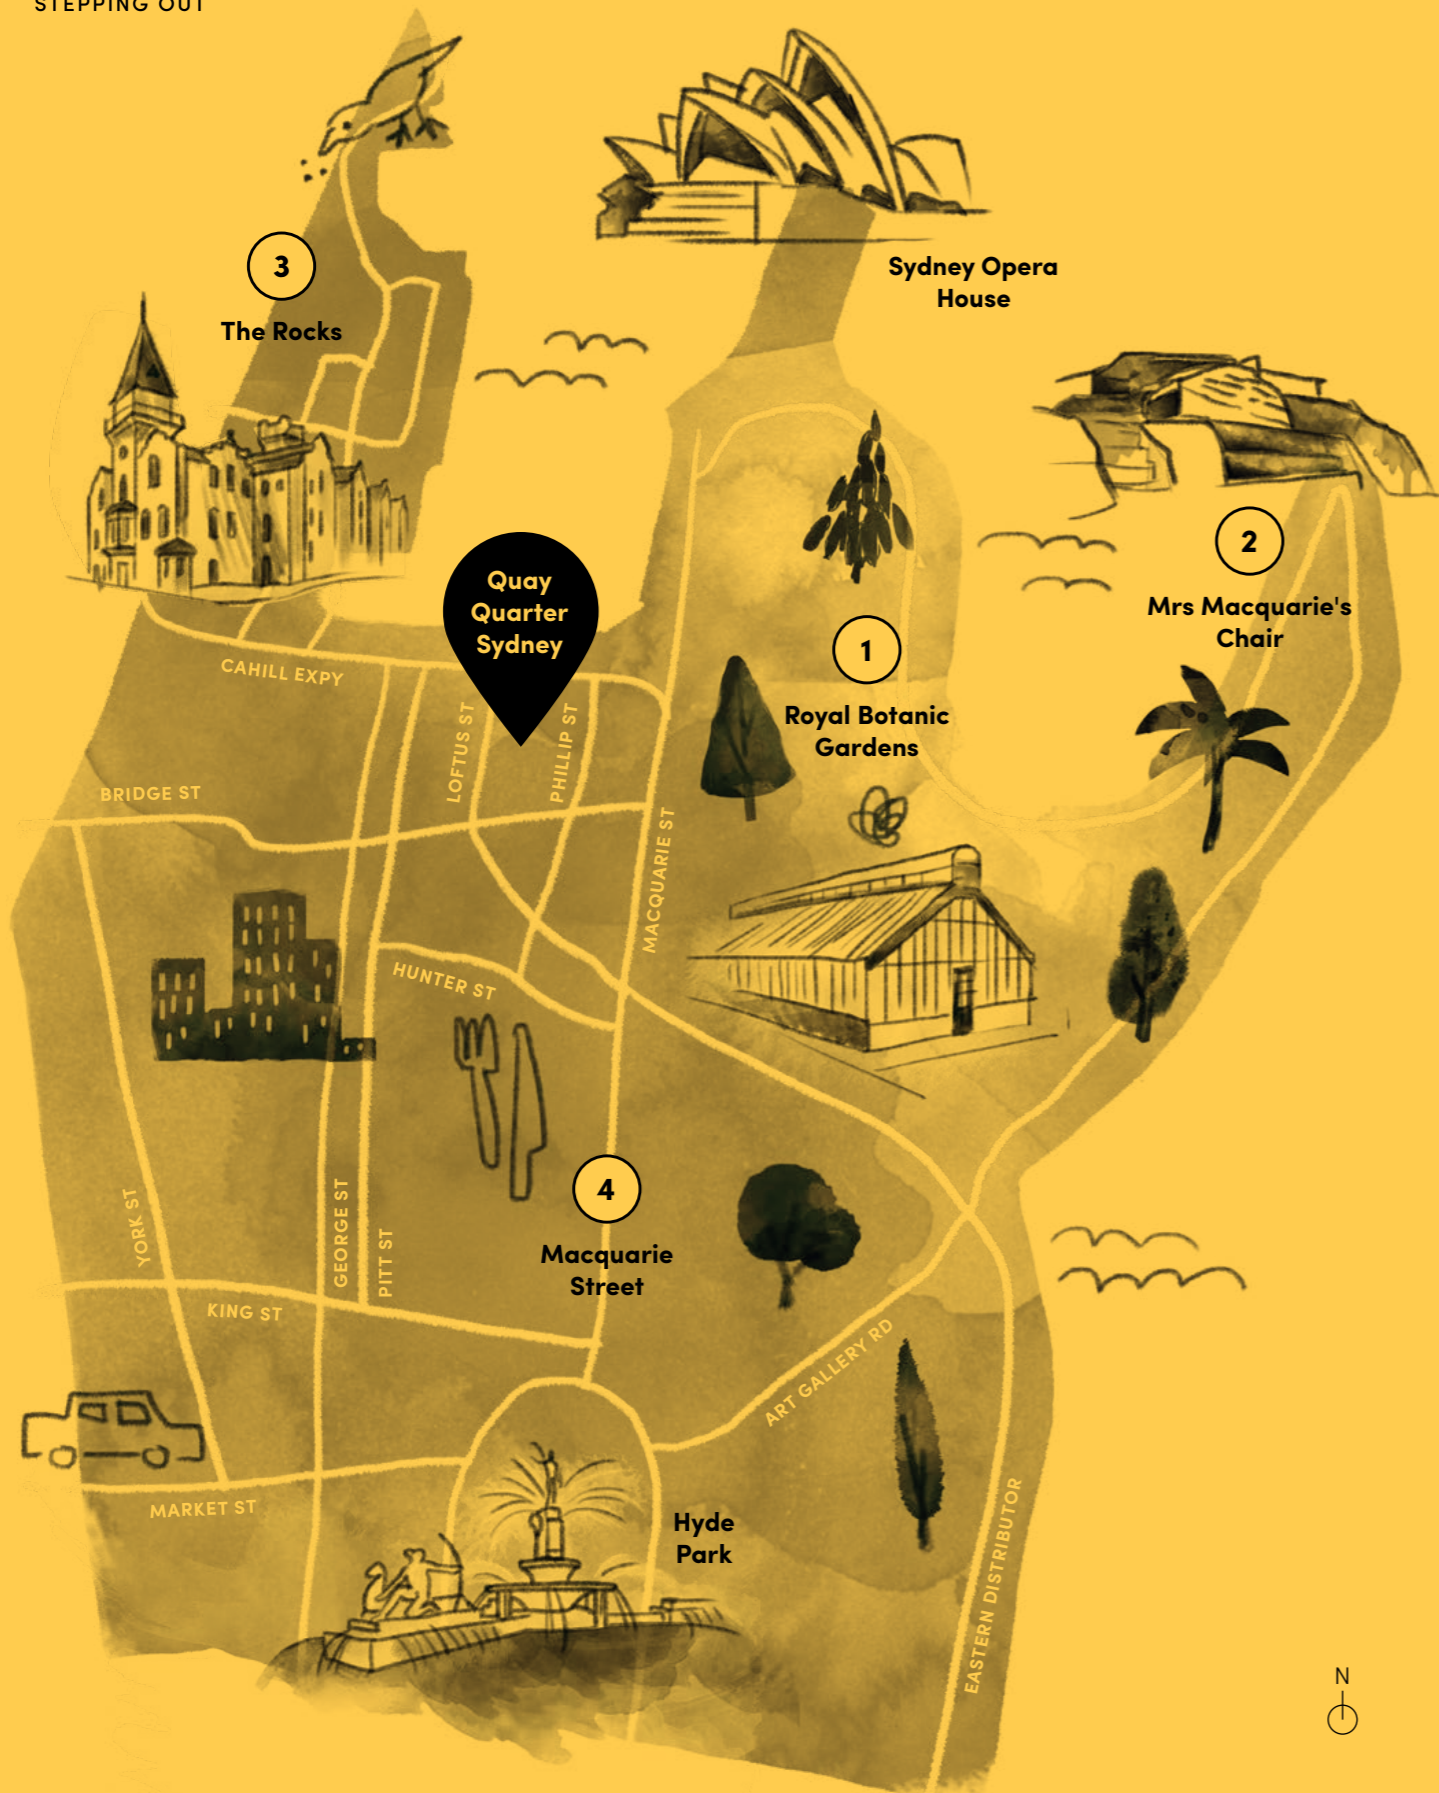 STEPPING OUT
3
The Rocks
Sydney Opera
House
Quay
Quarter
Sydney
2
Mrs Macquarie's
Chair
1
Royal Botanic
Gardens
CAHILL EXPY
LOFTUS ST
PHILLIP ST
BRIDGE ST
MACQUARIE ST
HUNTER ST
YORK ST
GEORGE ST
PITT ST
4
Macquarie
Street
KING ST
ART GALLERY RD
MARKET ST
Hyde
Park
EASTERN DISTRIBUTOR
N